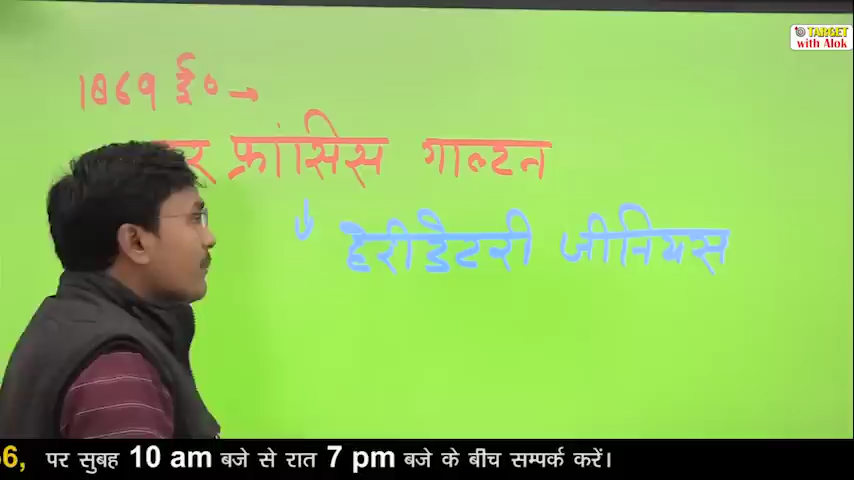 TARGET
with Alok
1869 ई० →
फ्रांसिस गाल्टन
↓ हेरीडैटरी जीनियस
6, पर सुबह 10 am बजे से रात 7 pm बजे के बीच सम्पर्क करें।